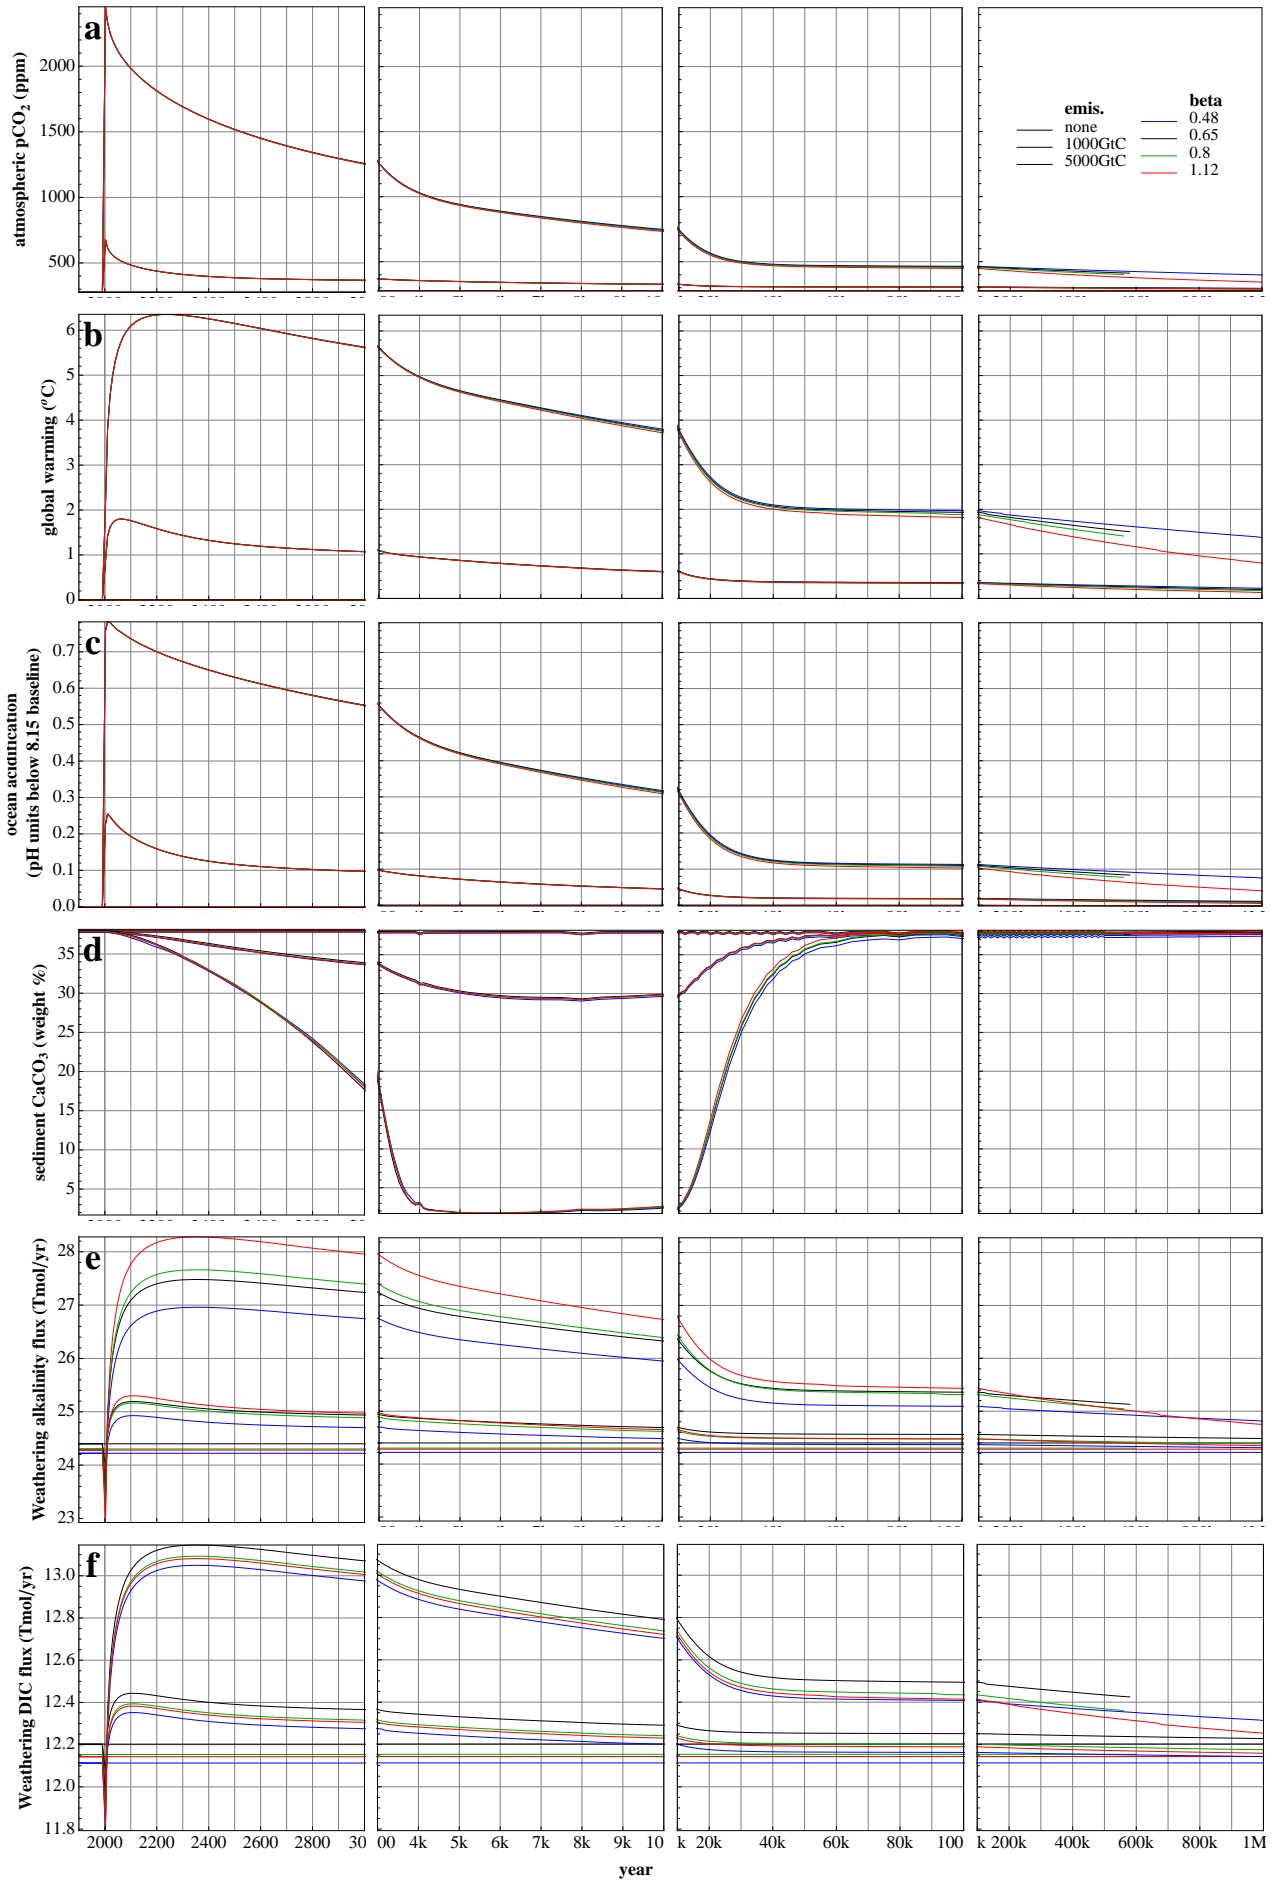 a
atmospheric pCO2 (ppm)
2000
1500
1000
500
emis.
none
1000GtC
5000GtC
beta
0.48
0.65
0.8
1.12
b
global warming (°C)
6
5
4
3
2
1
0
c
ocean acidification
(pH units below 8.15 baseline)
0.7
0.6
0.5
0.4
0.3
0.2
0.1
0.0
d
sediment CaCO3 (weight %)
35
30
25
20
15
10
5
e
Weathering alkalinity flux (Tmol/yr)
28
27
26
25
24
23
f
Weathering DIC flux (Tmol/yr)
13.0
12.8
12.6
12.4
12.2
12.0
11.8
2000 2200 2400 2600 2800 30
00 4k 5k 6k 7k 8k 9k 10
k 20k 40k 60k 80k 100
k 200k 400k 600k 800k 1M
year